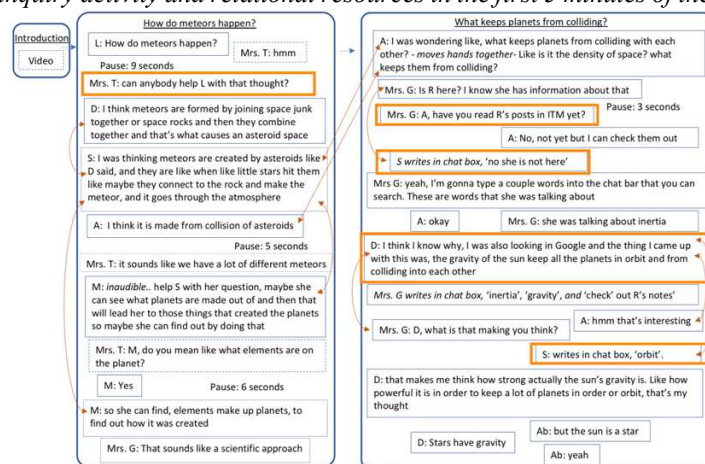 inquiry activity and relational resources in the first 5 minutes of the
How do meteors happen?
Introduction
Video
L: How do meteors happen?
Mrs. T: hmm
Pause: 9 seconds
Mrs. T: can anybody help L with that thought?
D: I think meteors are formed by joining space junk
together or space rocks and then they combine
together and that's what causes an asteroid space
S: I was thinking meteors are created by asteroids like
D said, and they are like when like little stars hit them
like maybe they connect to the rock and make the
meteor, and it goes through the atmosphere
A: I think it is made from collision of asteroids
Pause: 5 seconds
Mrs. T: it sounds like we have a lot of different meteors
M: inaudible.. help S with her question, maybe she
can see what planets are made out of and then that
will lead her to those things that created the planets
so maybe she can find out by doing that
Mrs. T: M, do you mean like what elements are on
the planet?
M: Yes
Pause: 6 seconds
M: so she can find, elements make up planets, to
find out how it was created
Mrs. G: That sounds like a scientific approach
What keeps planets from colliding?
A: I was wondering like, what keeps planets from colliding with each
other? - moves hands together- Like is it the density of space? what
keeps them from colliding?
Mrs. G: Is R here? I know she has information about that
Pause: 3 seconds
Mrs. G: A, have you read R's posts in ITM yet?
A: No, not yet but I can check them out
S writes in chat box, 'no she is not here'
Mrs G: yeah, I'm gonna type a couple words into the chat bar that you can
search. These are words that she was talking about
A: okay
Mrs. G: she was talking about inertia
D: I think I know why, I was also looking in Google and the thing I came up
with this was, the gravity of the sun keep all the planets in orbit and from
colliding into each other
Mrs. G writes in chat box, 'inertia', 'gravity', and 'check' out R's notes'
A: hmm that's interesting
Mrs. G: D, what is that making you think?
S: writes in chat box, 'orbit'.
D: that makes me think how strong actually the sun's gravity is. Like how
powerful it is in order to keep a lot of planets in order or orbit, that's my
thought
Ab: but the sun is a star
D: Stars have gravity
Ab: yeah